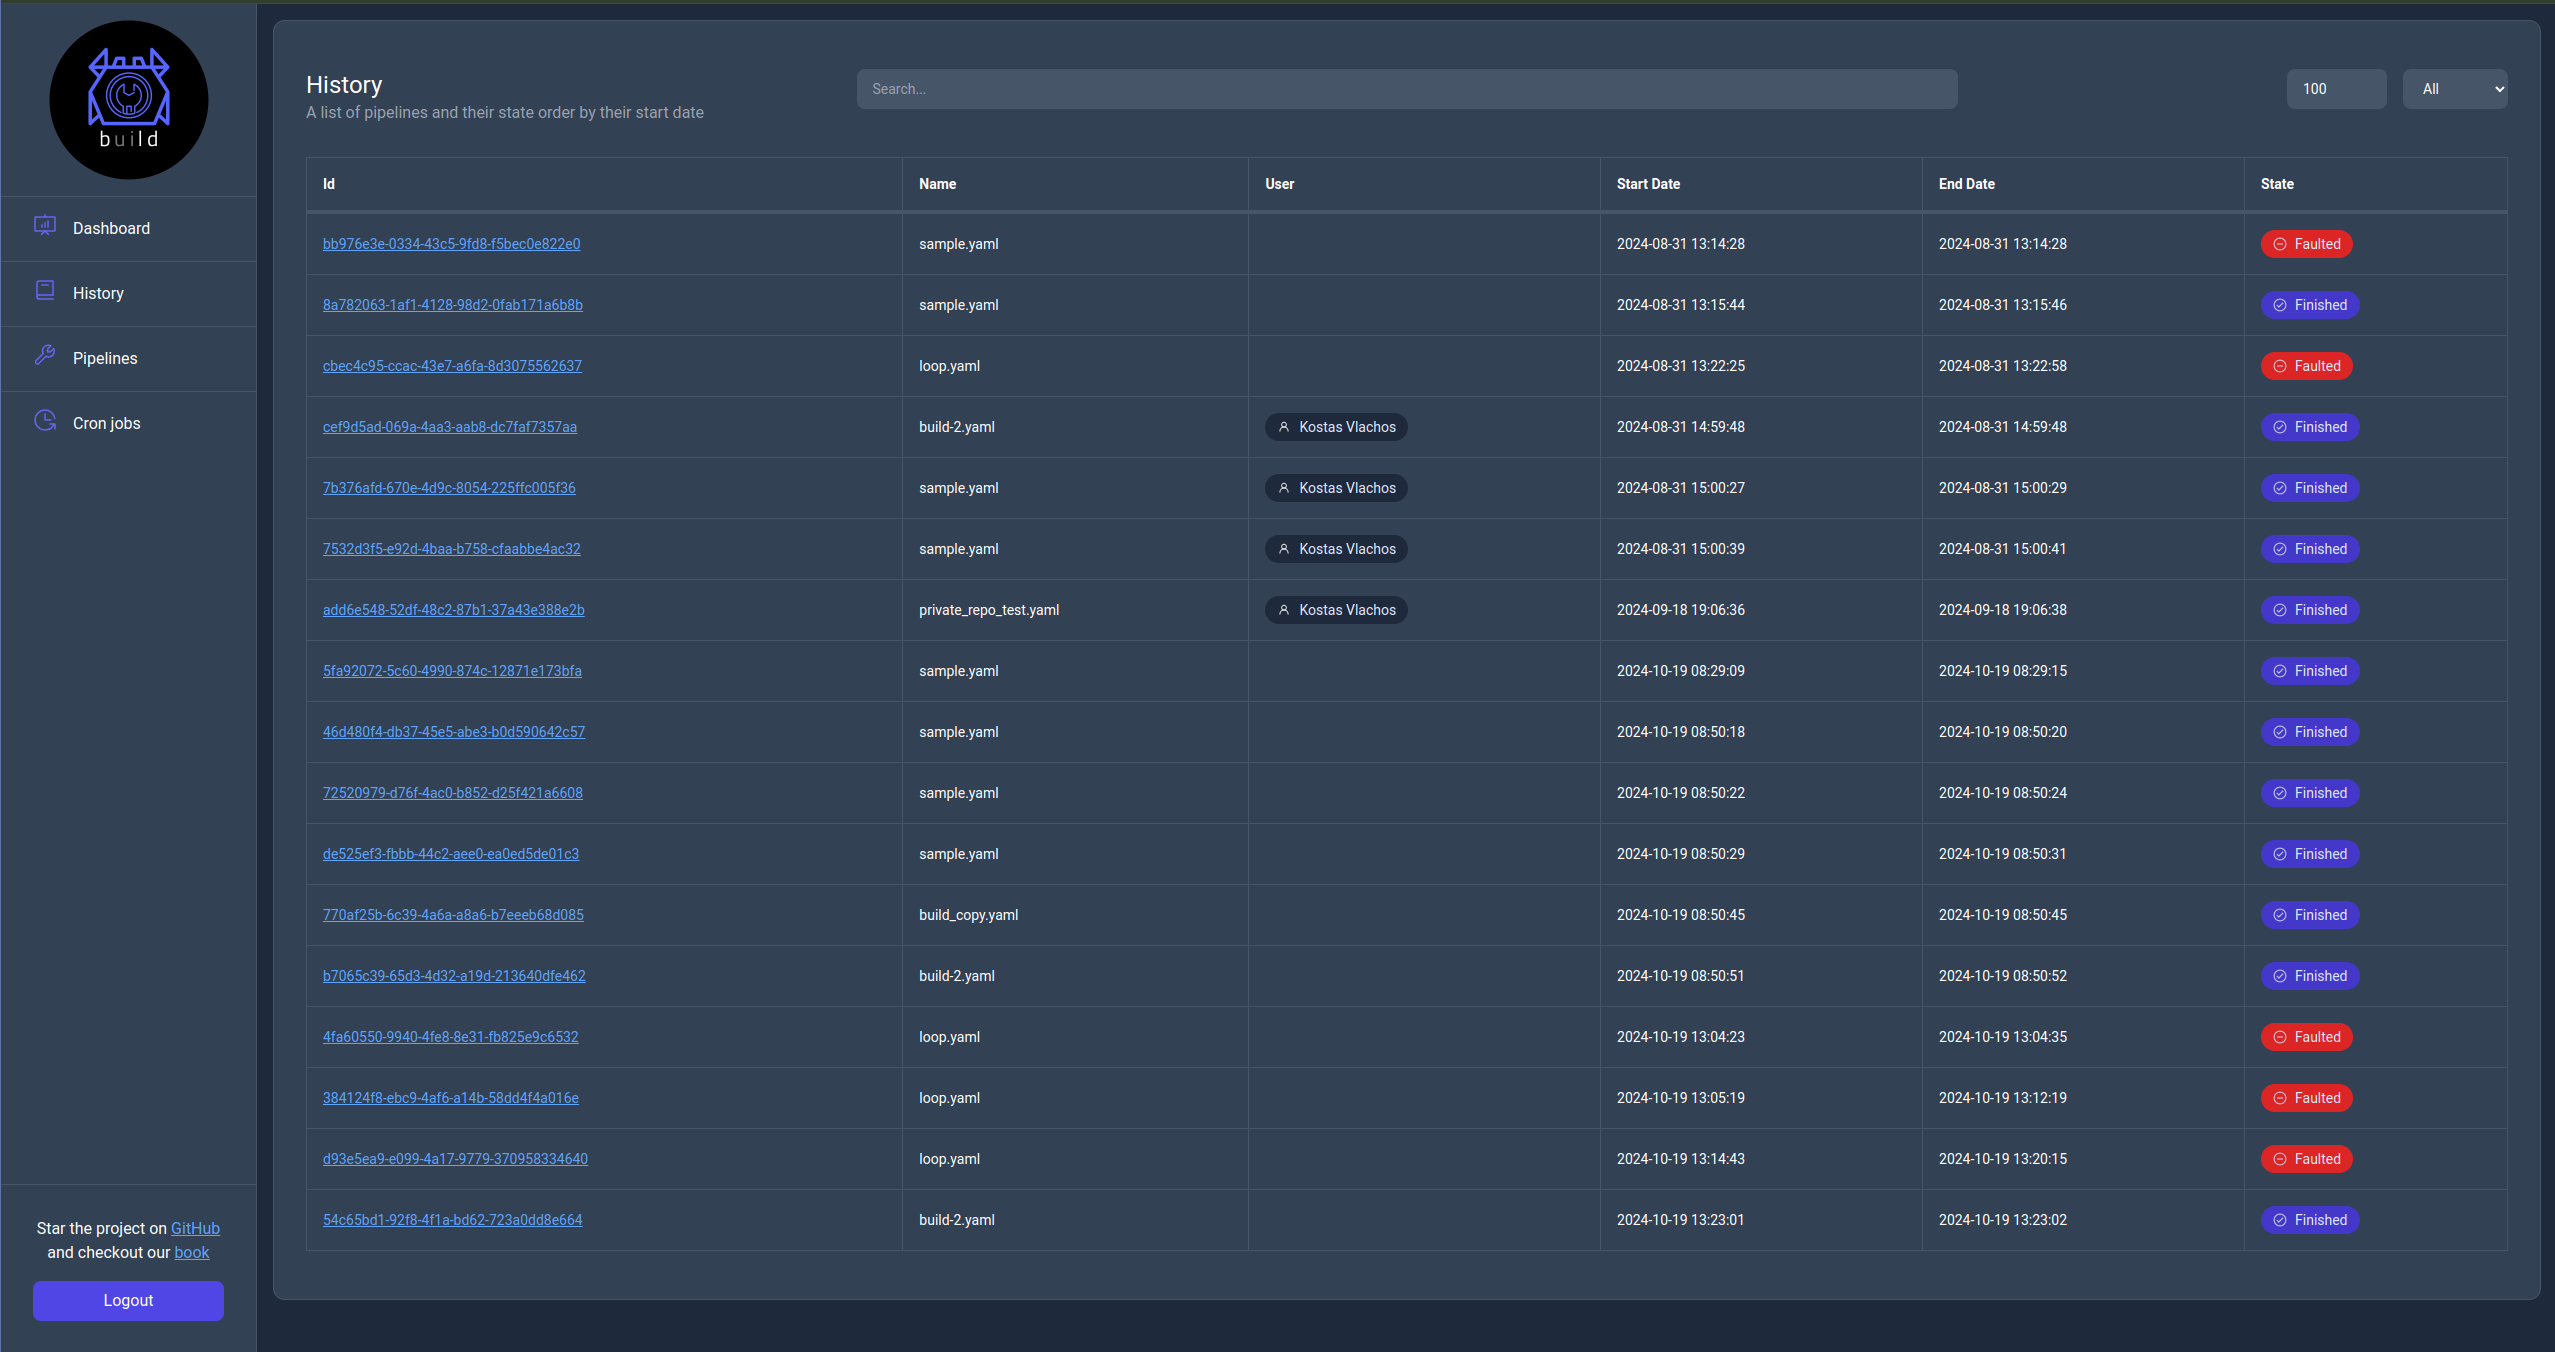 build
Dashboard
History
Pipelines
Cron jobs
Star the project on GitHub
and checkout our book
Logout
History
A list of pipelines and their state order by their start date
Search...
100
All
Id Name User Start Date End Date State
bb976e3e-0334-43c5-9fd8-f5bec0e822e0 sample.yaml 2024-08-31 13:14:28 2024-08-31 13:14:28 Faulted
8a782063-1af1-4128-98d2-0fab171a6b8b sample.yaml 2024-08-31 13:15:44 2024-08-31 13:15:46 Finished
cbec4c95-ccac-43e7-a6fa-8d3075562637 loop.yaml 2024-08-31 13:22:25 2024-08-31 13:22:58 Faulted
cef9d5ad-069a-4aa3-aab8-dc7faf7357aa build-2.yaml Kostas Vlachos 2024-08-31 14:59:48 2024-08-31 14:59:48 Finished
7b376afd-670e-4d9c-8054-225ffc005f36 sample.yaml Kostas Vlachos 2024-08-31 15:00:27 2024-08-31 15:00:29 Finished
7532d3f5-e92d-4baa-b758-cfaabbe4ac32 sample.yaml Kostas Vlachos 2024-08-31 15:00:39 2024-08-31 15:00:41 Finished
add6e548-52df-48c2-87b1-37a43e388e2b private_repo_test.yaml Kostas Vlachos 2024-09-18 19:06:36 2024-09-18 19:06:38 Finished
5fa92072-5c60-4990-874c-12871e173bfa sample.yaml 2024-10-19 08:29:09 2024-10-19 08:29:15 Finished
46d480f4-db37-45e5-abe3-b0d590642c57 sample.yaml 2024-10-19 08:50:18 2024-10-19 08:50:20 Finished
72520979-d76f-4ac0-b852-d25f421a6608 sample.yaml 2024-10-19 08:50:22 2024-10-19 08:50:24 Finished
de525ef3-fbbb-44c2-aee0-ea0ed5de01c3 sample.yaml 2024-10-19 08:50:29 2024-10-19 08:50:31 Finished
770af25b-6c39-4a6a-a8a6-b7eeeb68d085 build_copy.yaml 2024-10-19 08:50:45 2024-10-19 08:50:45 Finished
b7065c39-65d3-4d32-a19d-213640dfe462 build-2.yaml 2024-10-19 08:50:51 2024-10-19 08:50:52 Finished
4fa60550-9940-4fe8-8e31-fb825e9c6532 loop.yaml 2024-10-19 13:04:23 2024-10-19 13:04:35 Faulted
384124f8-ebc9-4af6-a14b-58dd4f4a016e loop.yaml 2024-10-19 13:05:19 2024-10-19 13:12:19 Faulted
d93e5ea9-e099-4a17-9779-370958334640 loop.yaml 2024-10-19 13:14:43 2024-10-19 13:20:15 Faulted
54c65bd1-92f8-4f1a-bd62-723a0dd8e664 build-2.yaml 2024-10-19 13:23:01 2024-10-19 13:23:02 Finished